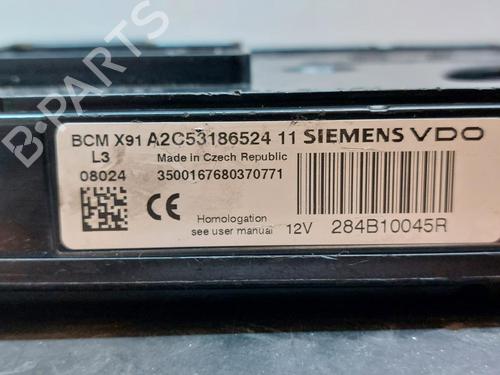 BCM X91 A2C53186524 11 SIEMENS VDO
L3 Made in Czech Republic
08024 3500167680370771
CE
Homologation
see user manual 12V 284B10045R
B-PARTS